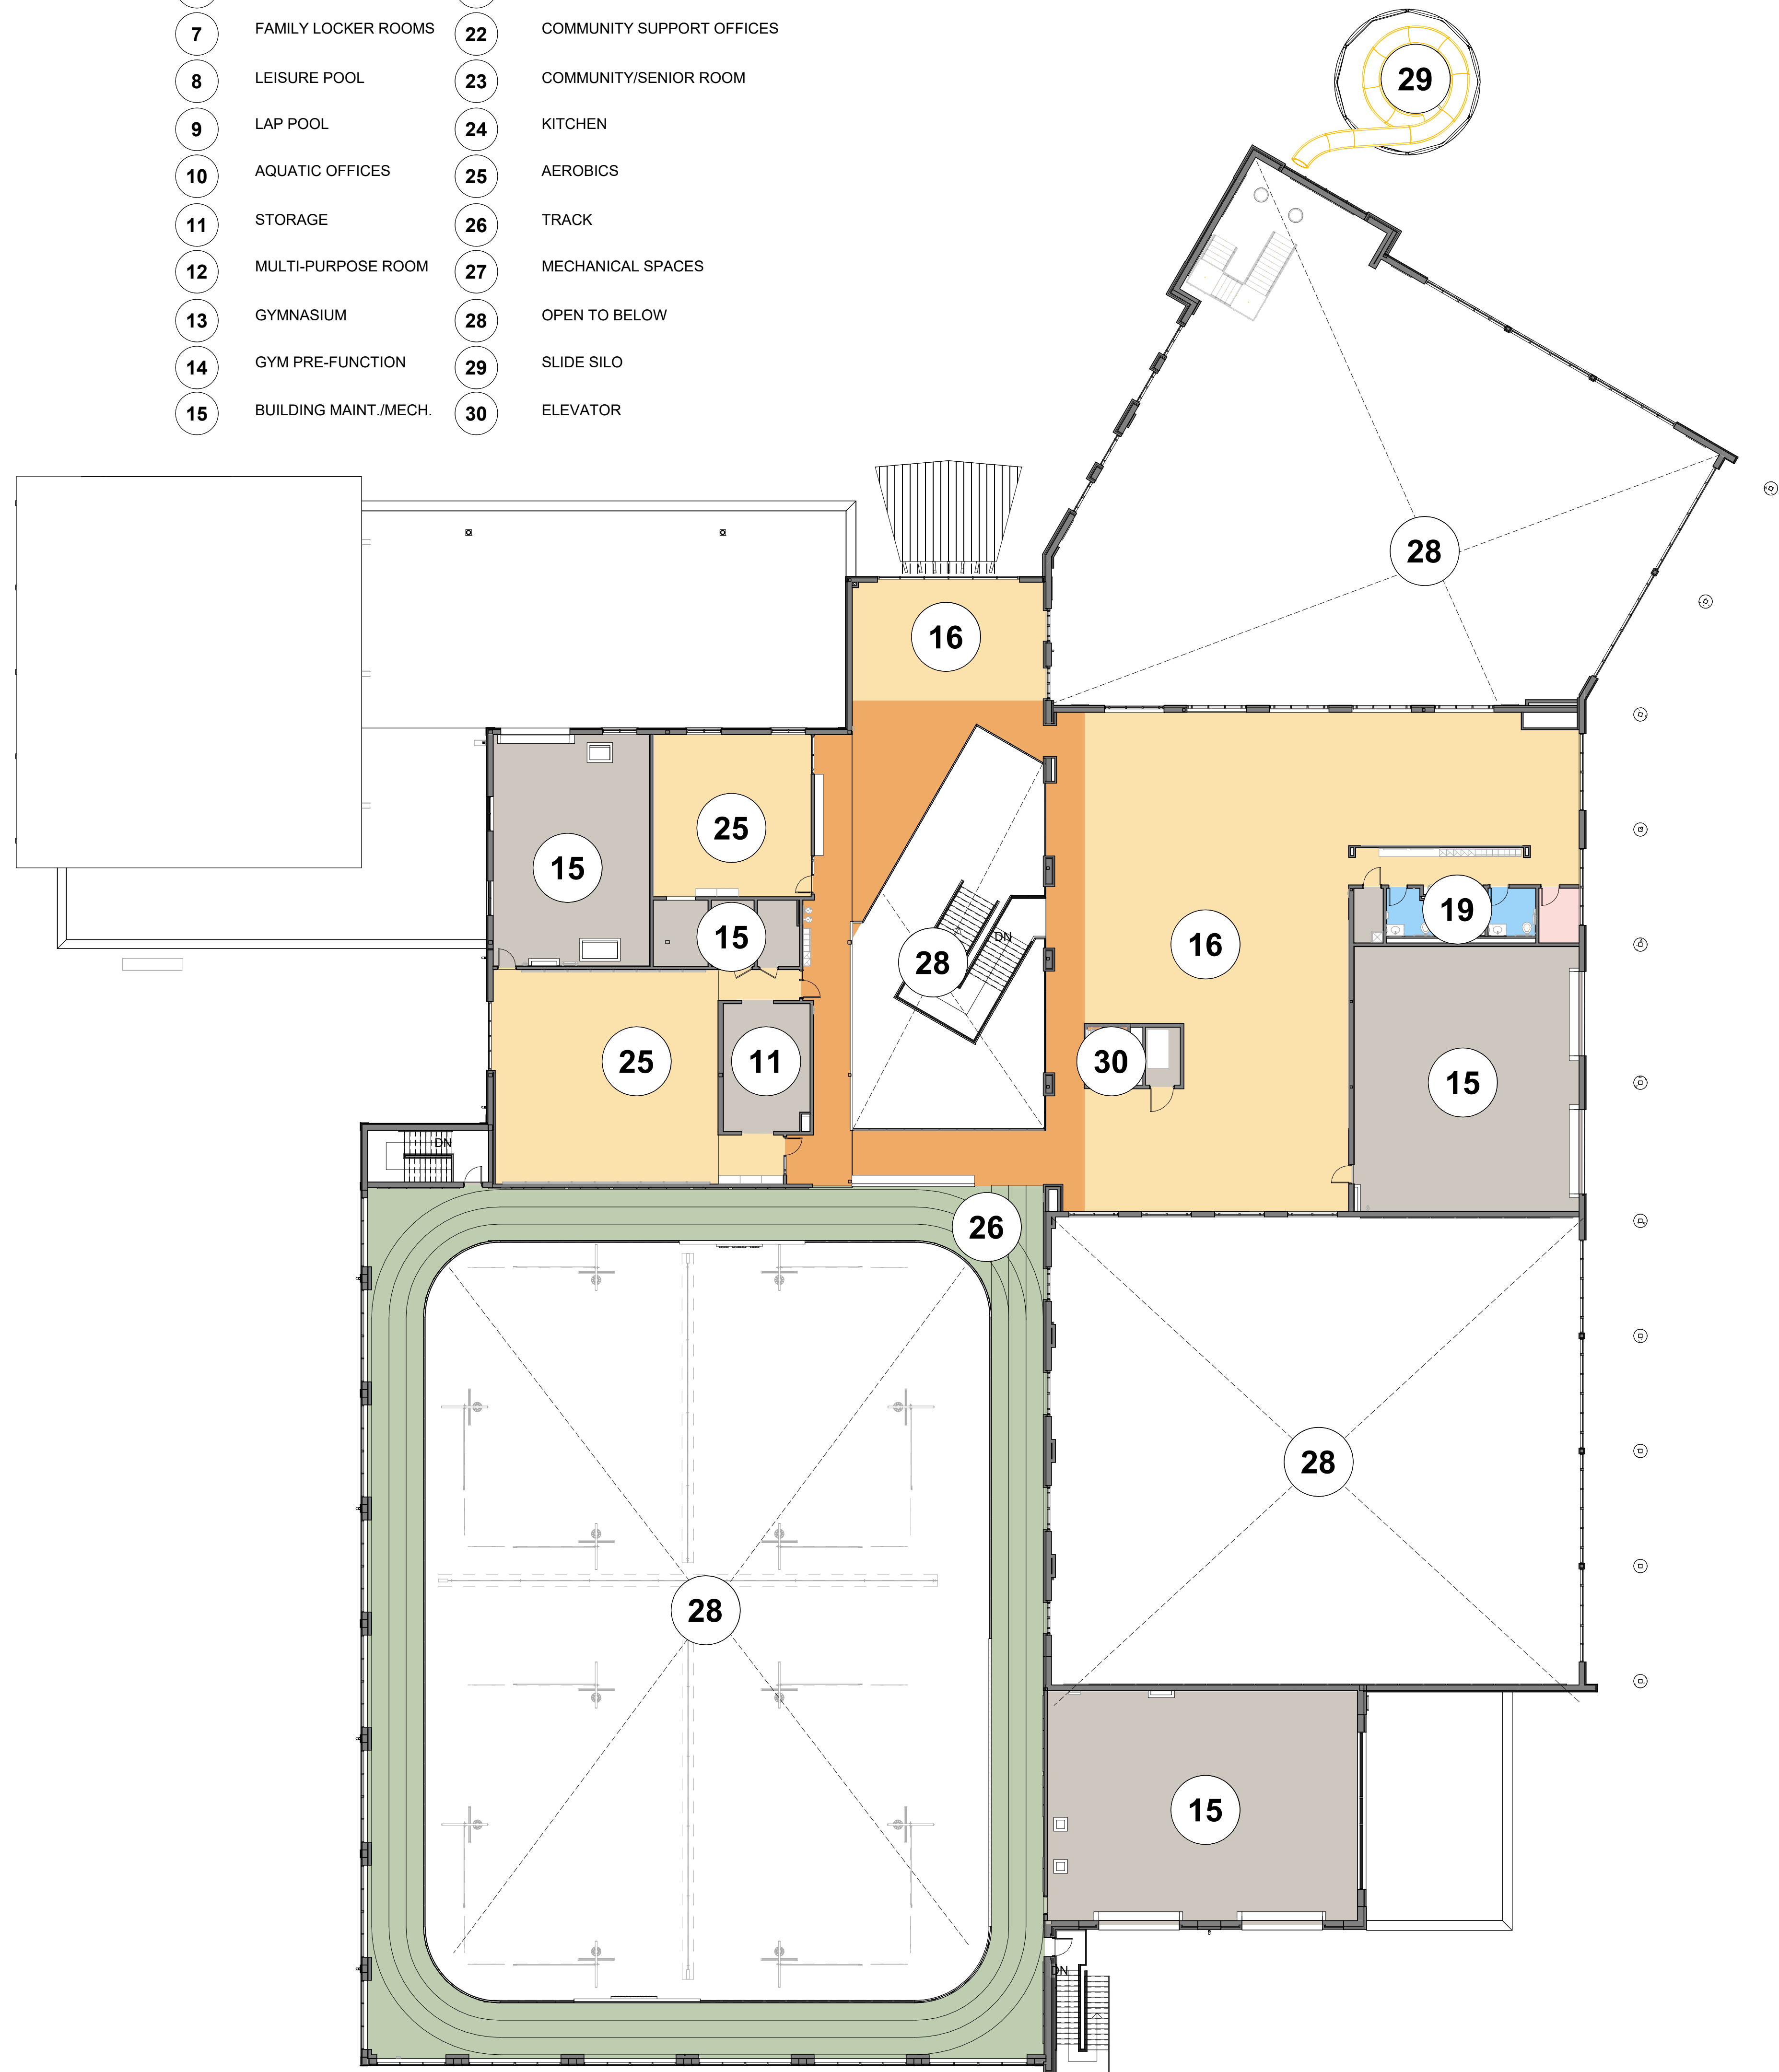 7 FAMILY LOCKER ROOMS 22 COMMUNITY SUPPORT OFFICES
8 LEISURE POOL 23 COMMUNITY/SENIOR ROOM
9 LAP POOL 24 KITCHEN
10 AQUATIC OFFICES 25 AEROBICS
11 STORAGE 26 TRACK
12 MULTI-PURPOSE ROOM 27 MECHANICAL SPACES
13 GYMNASIUM 28 OPEN TO BELOW
14 GYM PRE-FUNCTION 29 SLIDE SILO
15 BUILDING MAINT./MECH. 30 ELEVATOR
29
28
16
25
15
19
15
28
DN
16
25
11
30
15
DN
26
28
28
15
DN